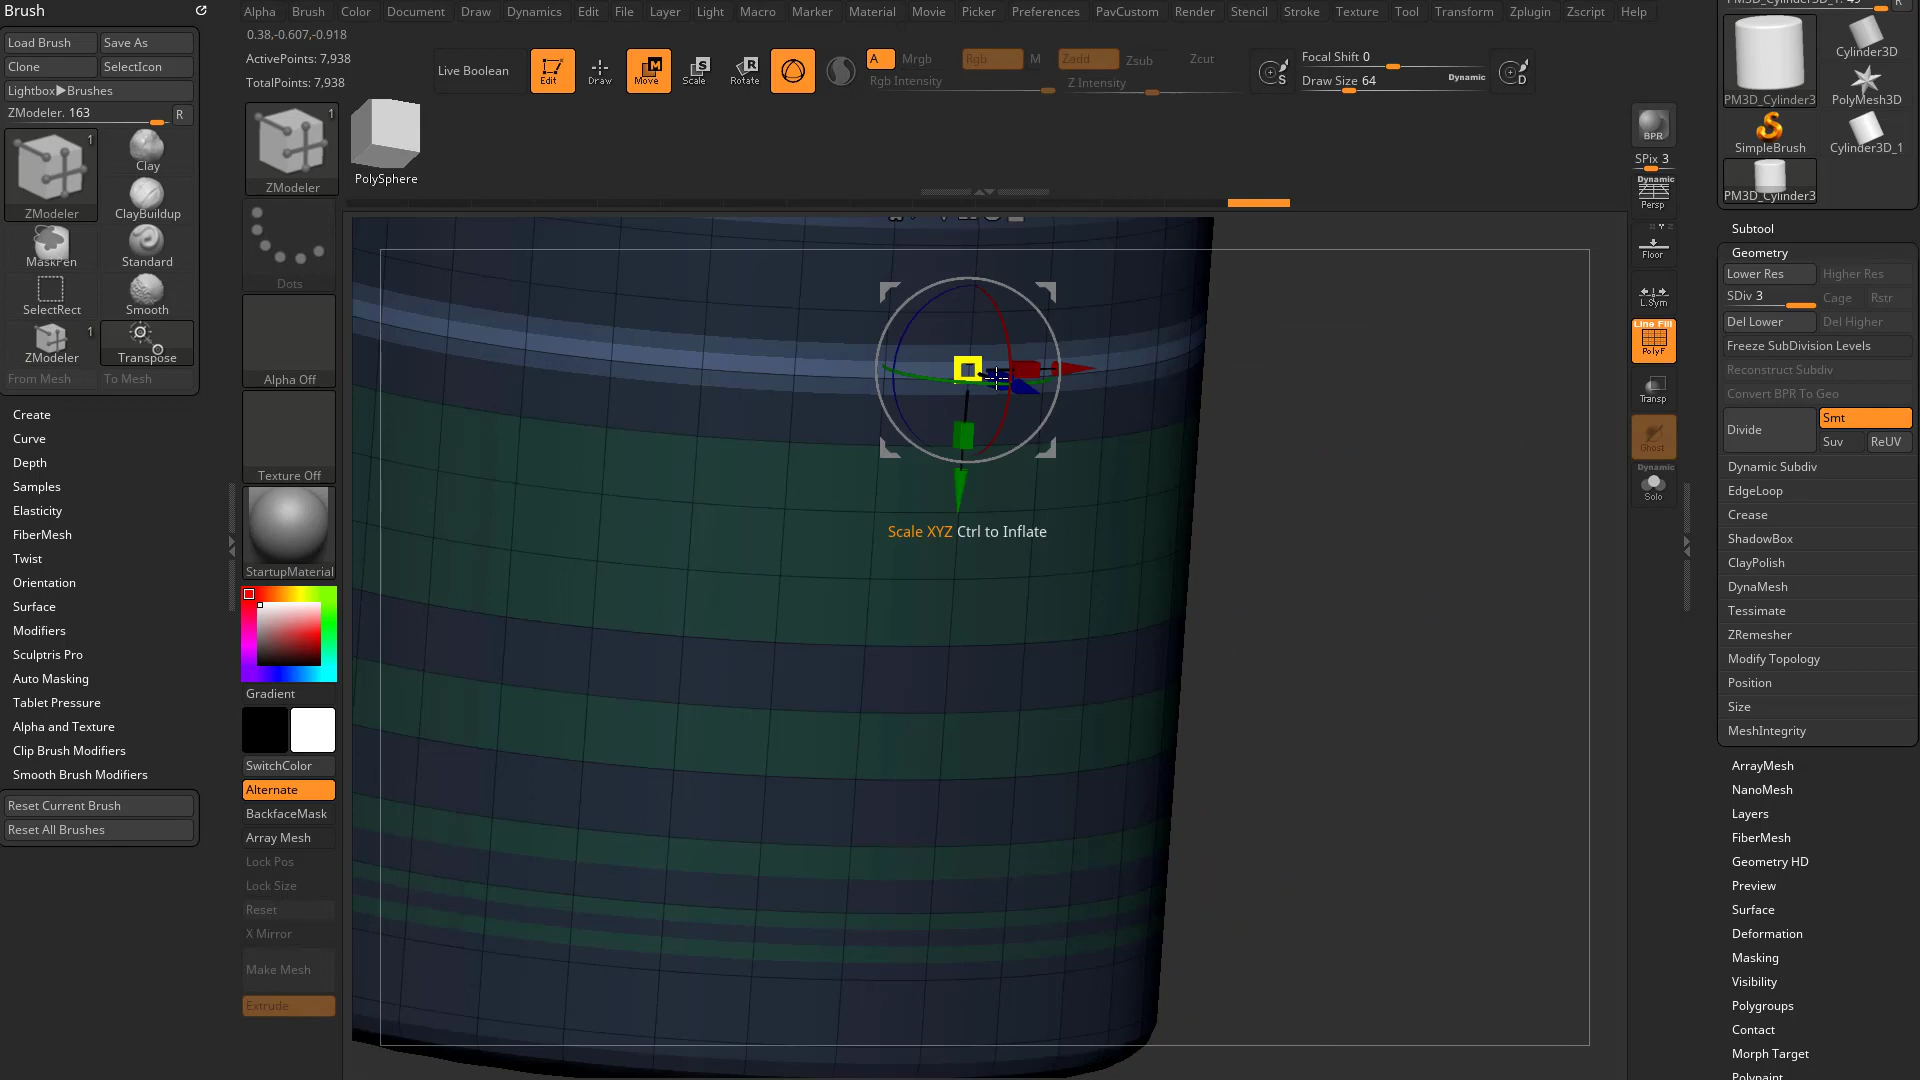 Brush
Alpha Brush Color Document Draw Dynamics Edit File Layer Light Macro Marker Material Movie Picker Preferences PavCustom Render Stencil Stroke Texture Tool Transform Zplugin Zscript Help
0.38,-0.607,-0.918
ActivePoints: 7,938
TotalPoints: 7,938
Live Boolean
Edit
Draw
Move
Scale
Rotate
A Mrgb Rgb M Zadd Zsub Zcut
Rgb Intensity Z Intensity
Focal Shift 0
Draw Size 64 Dynamic
S
D
Load Brush Save As
Clone SelectIcon
Lightbox▶Brushes
ZModeler. 163 R
1
ZModeler
Clay
ClayBuildup
MaskPen
Standard
SelectRect
Smooth
1
ZModeler
Transpose
From Mesh To Mesh
Create
Curve
Depth
Samples
Elasticity
FiberMesh
Twist
Orientation
Surface
Modifiers
Sculptris Pro
Auto Masking
Tablet Pressure
Alpha and Texture
Clip Brush Modifiers
Smooth Brush Modifiers
Reset Current Brush
Reset All Brushes
1
ZModeler
PolySphere
Dots
Alpha Off
Texture Off
StartupMaterial
Gradient
SwitchColor
Alternate
BackfaceMask
Array Mesh
Lock Pos
Lock Size
Reset
X Mirror
Make Mesh
Extrude
Scale XYZ Ctrl to Inflate
BPR
SPix 3
Dynamic
Persp
Floor
L.Sym
Line Fill
PolyF
Transp
Ghost
Dynamic
Solo
R
PM3D_Cylinder3
Cylinder3D
PolyMesh3D
SimpleBrush
Cylinder3D_1
PM3D_Cylinder3
Subtool
Geometry
Lower Res Higher Res
SDiv 3 Cage Rstr
Del Lower Del Higher
Freeze SubDivision Levels
Reconstruct Subdiv
Convert BPR To Geo
Divide
Smt
Suv ReUV
Dynamic Subdiv
EdgeLoop
Crease
ShadowBox
ClayPolish
DynaMesh
Tessimate
ZRemesher
Modify Topology
Position
Size
MeshIntegrity
ArrayMesh
NanoMesh
Layers
FiberMesh
Geometry HD
Preview
Surface
Deformation
Masking
Visibility
Polygroups
Contact
Morph Target
Polypaint